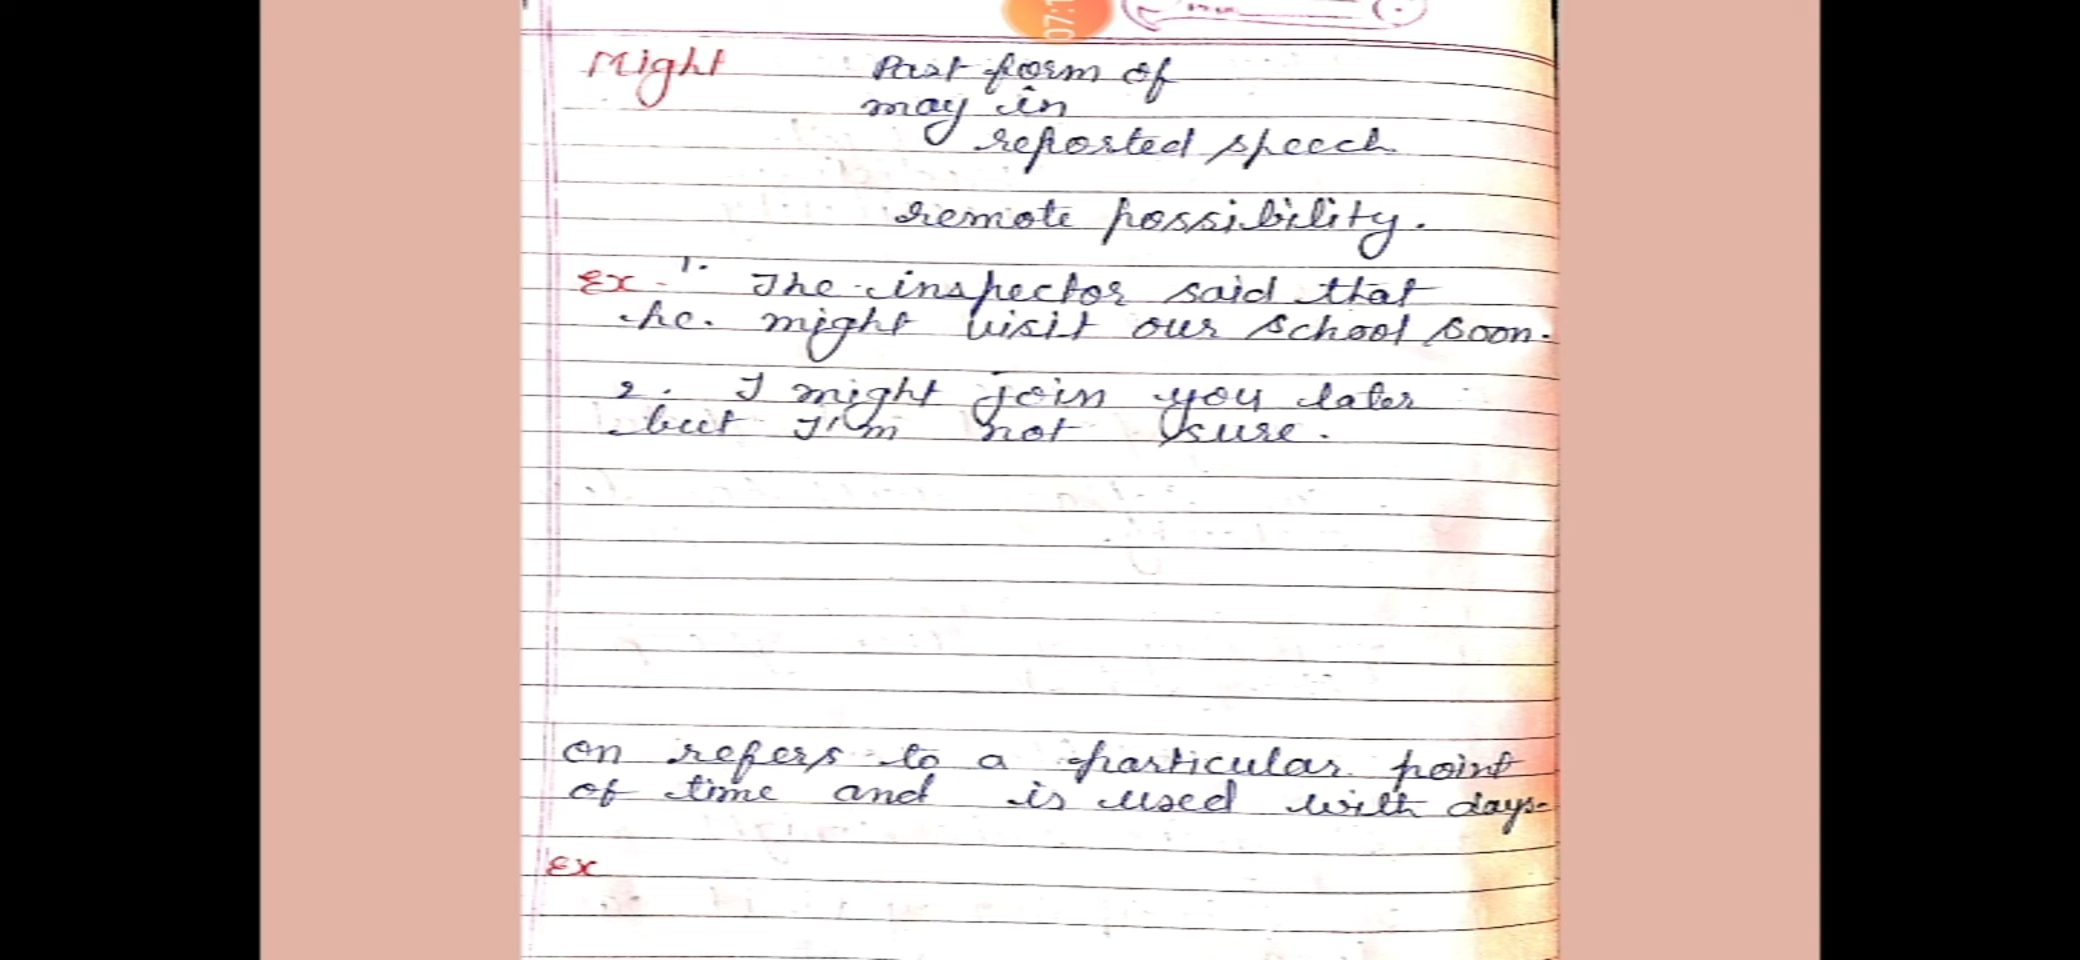 07:1
Might Past form of
may in
reported speech
remote possibility.
Ex - 1. The inspector said that
he. might visit our school soon.
2. I might join you later
but I'm not sure.
on refers to a particular point
of time and is used with days.
Ex